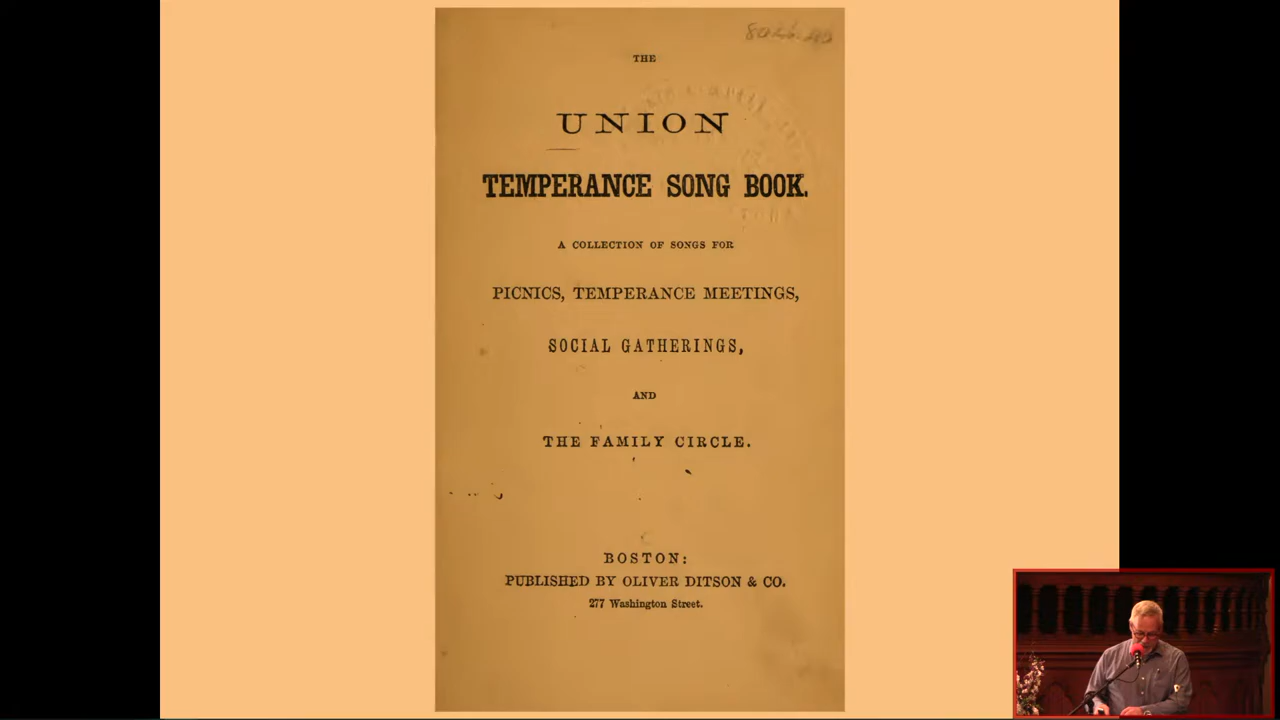 THE
UNION
TEMPERANCE SONG BOOK.
A COLLECTION OF SONGS FOR
PICNICS, TEMPERANCE MEETINGS,
SOCIAL GATHERINGS,
AND
THE FAMILY CIRCLE.
BOSTON:
PUBLISHED BY OLIVER DITSON & CO.
277 Washington Street.